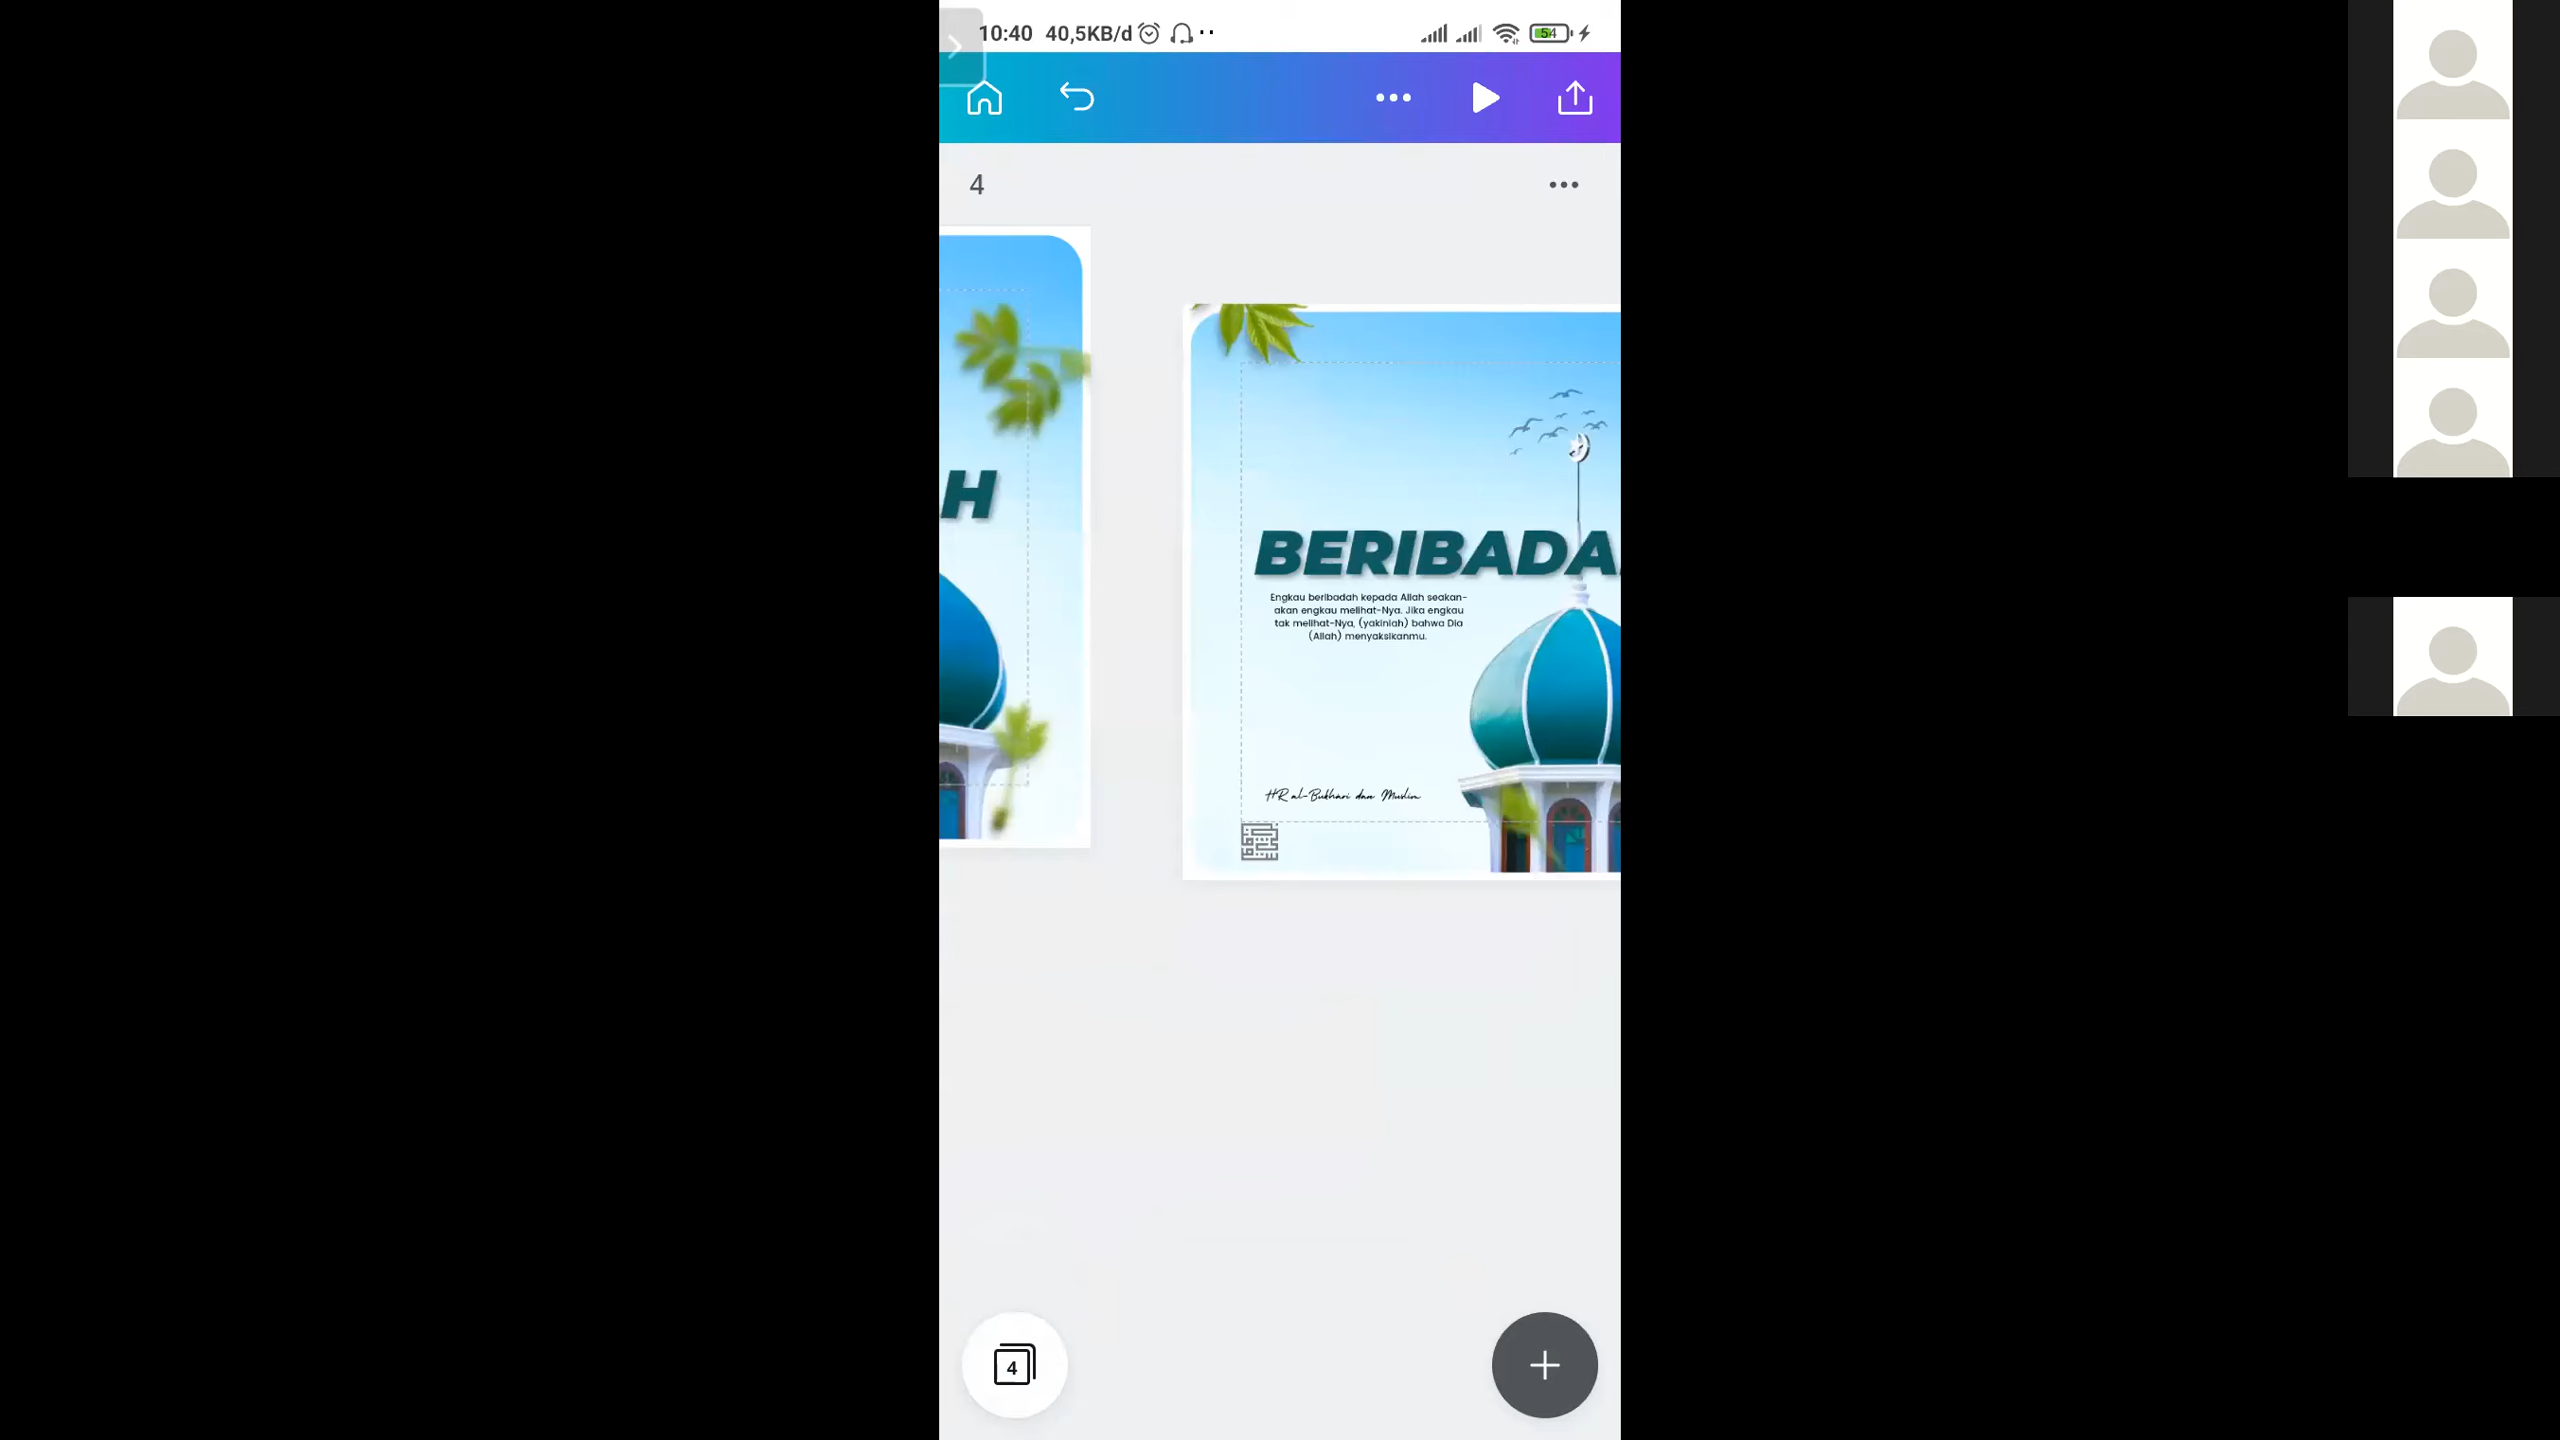 10:40 40,5KB/d
54
4
H
BERIBADA
Engkau beribadah kepada Allah seakan-
akan engkau melihat-Nya. Jika engkau
tak melihat-Nya, (yakinlah) bahwa Dia
(Allah) menyaksikanmu.
HR al-Bukhari dan Muslim
4